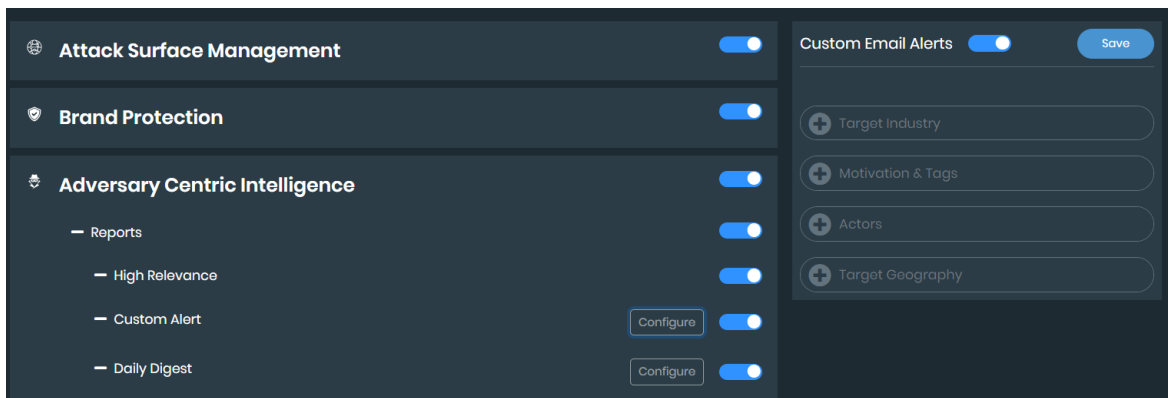 Attack Surface Management
Brand Protection
Adversary Centric Intelligence
Reports
High Relevance
Custom Alert Configure
Daily Digest Configure
Custom Email Alerts Save
Target Industry
Motivation & Tags
Actors
Target Geography